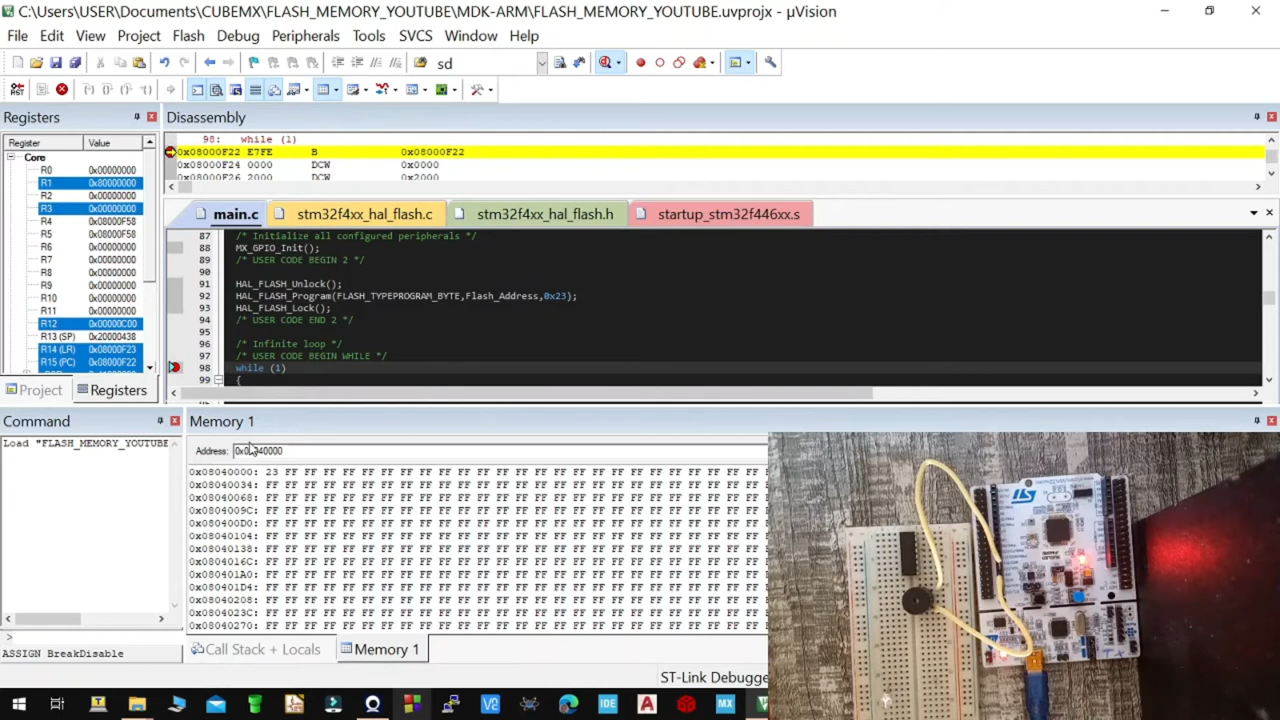 C:\Users\USER\Documents\CUBEMX\FLASH_MEMORY_YOUTUBE\MDK-ARM\FLASH_MEMORY_YOUTUBE.uvprojx - µVision
File Edit View Project Flash Debug Peripherals Tools SVCS Window Help
sd
Registers
Register Value
Core
R0 0x00000000
R1 0x80000000
R2 0x00000000
R3 0x00000000
R4 0x08000F58
R5 0x08000F58
R6 0x00000000
R7 0x00000000
R8 0x00000000
R9 0x00000000
R10 0x00000000
R11 0x00000000
R12 0x00000C00
R13 (SP) 0x20000438
R14 (LR) 0x08000F23
R15 (PC) 0x08000F22
Project Registers
Disassembly
98: while (1)
0x08000F22 E7FE B 0x08000F22
0x08000F24 0000 DCW 0x0000
0x08000F26 2000 DCW 0x2000
main.c stm32f4xx_hal_flash.c stm32f4xx_hal_flash.h startup_stm32f446xx.s
87 /* Initialize all configured peripherals */
88 MX_GPIO_Init();
89 /* USER CODE BEGIN 2 */
90
91 HAL_FLASH_Unlock();
92 HAL_FLASH_Program(FLASH_TYPEPROGRAM_BYTE,Flash_Address,0x23);
93 HAL_FLASH_Lock();
94 /* USER CODE END 2 */
95
96 /* Infinite loop */
97 /* USER CODE BEGIN WHILE */
98 while (1)
99 {
Command
Load "FLASH_MEMORY_YOUTUBE
>
ASSIGN BreakDisable
Memory 1
Address: 0x08040000
0x08040000: 23 FF FF FF FF FF FF FF FF FF FF FF FF FF FF FF FF FF FF FF FF FF FF FF FF FF
0x08040034: FF FF FF FF FF FF FF FF FF FF FF FF FF FF FF FF FF FF FF FF FF FF FF FF FF FF
0x08040068: FF FF FF FF FF FF FF FF FF FF FF FF FF FF FF FF FF FF FF FF FF FF FF FF FF FF
0x0804009C: FF FF FF FF FF FF FF FF FF FF FF FF FF FF FF FF FF FF FF FF FF FF FF FF FF FF
0x080400D0: FF FF FF FF FF FF FF FF FF FF FF FF FF FF FF FF FF FF FF FF FF FF FF FF FF FF
0x08040104: FF FF FF FF FF FF FF FF FF FF FF FF FF FF FF FF FF FF FF FF FF FF FF FF FF FF
0x08040138: FF FF FF FF FF FF FF FF FF FF FF FF FF FF FF FF FF FF FF FF FF FF FF FF FF FF
0x0804016C: FF FF FF FF FF FF FF FF FF FF FF FF FF FF FF FF FF FF FF FF FF FF FF FF FF FF
0x080401A0: FF FF FF FF FF FF FF FF FF FF FF FF FF FF FF FF FF FF FF FF FF FF FF FF FF FF
0x080401D4: FF FF FF FF FF FF FF FF FF FF FF FF FF FF FF FF FF FF FF FF FF FF FF FF FF FF
0x08040208: FF FF FF FF FF FF FF FF FF FF FF FF FF FF FF FF FF FF FF FF FF FF FF FF FF FF
0x0804023C: FF FF FF FF FF FF FF FF FF FF FF FF FF FF FF FF FF FF FF FF FF FF FF FF FF FF
0x08040270: FF FF FF FF FF FF FF FF FF FF FF FF FF FF FF FF FF FF FF FF FF FF FF FF FF FF
Call Stack + Locals Memory 1
ST-Link Debugge
IDE
MX